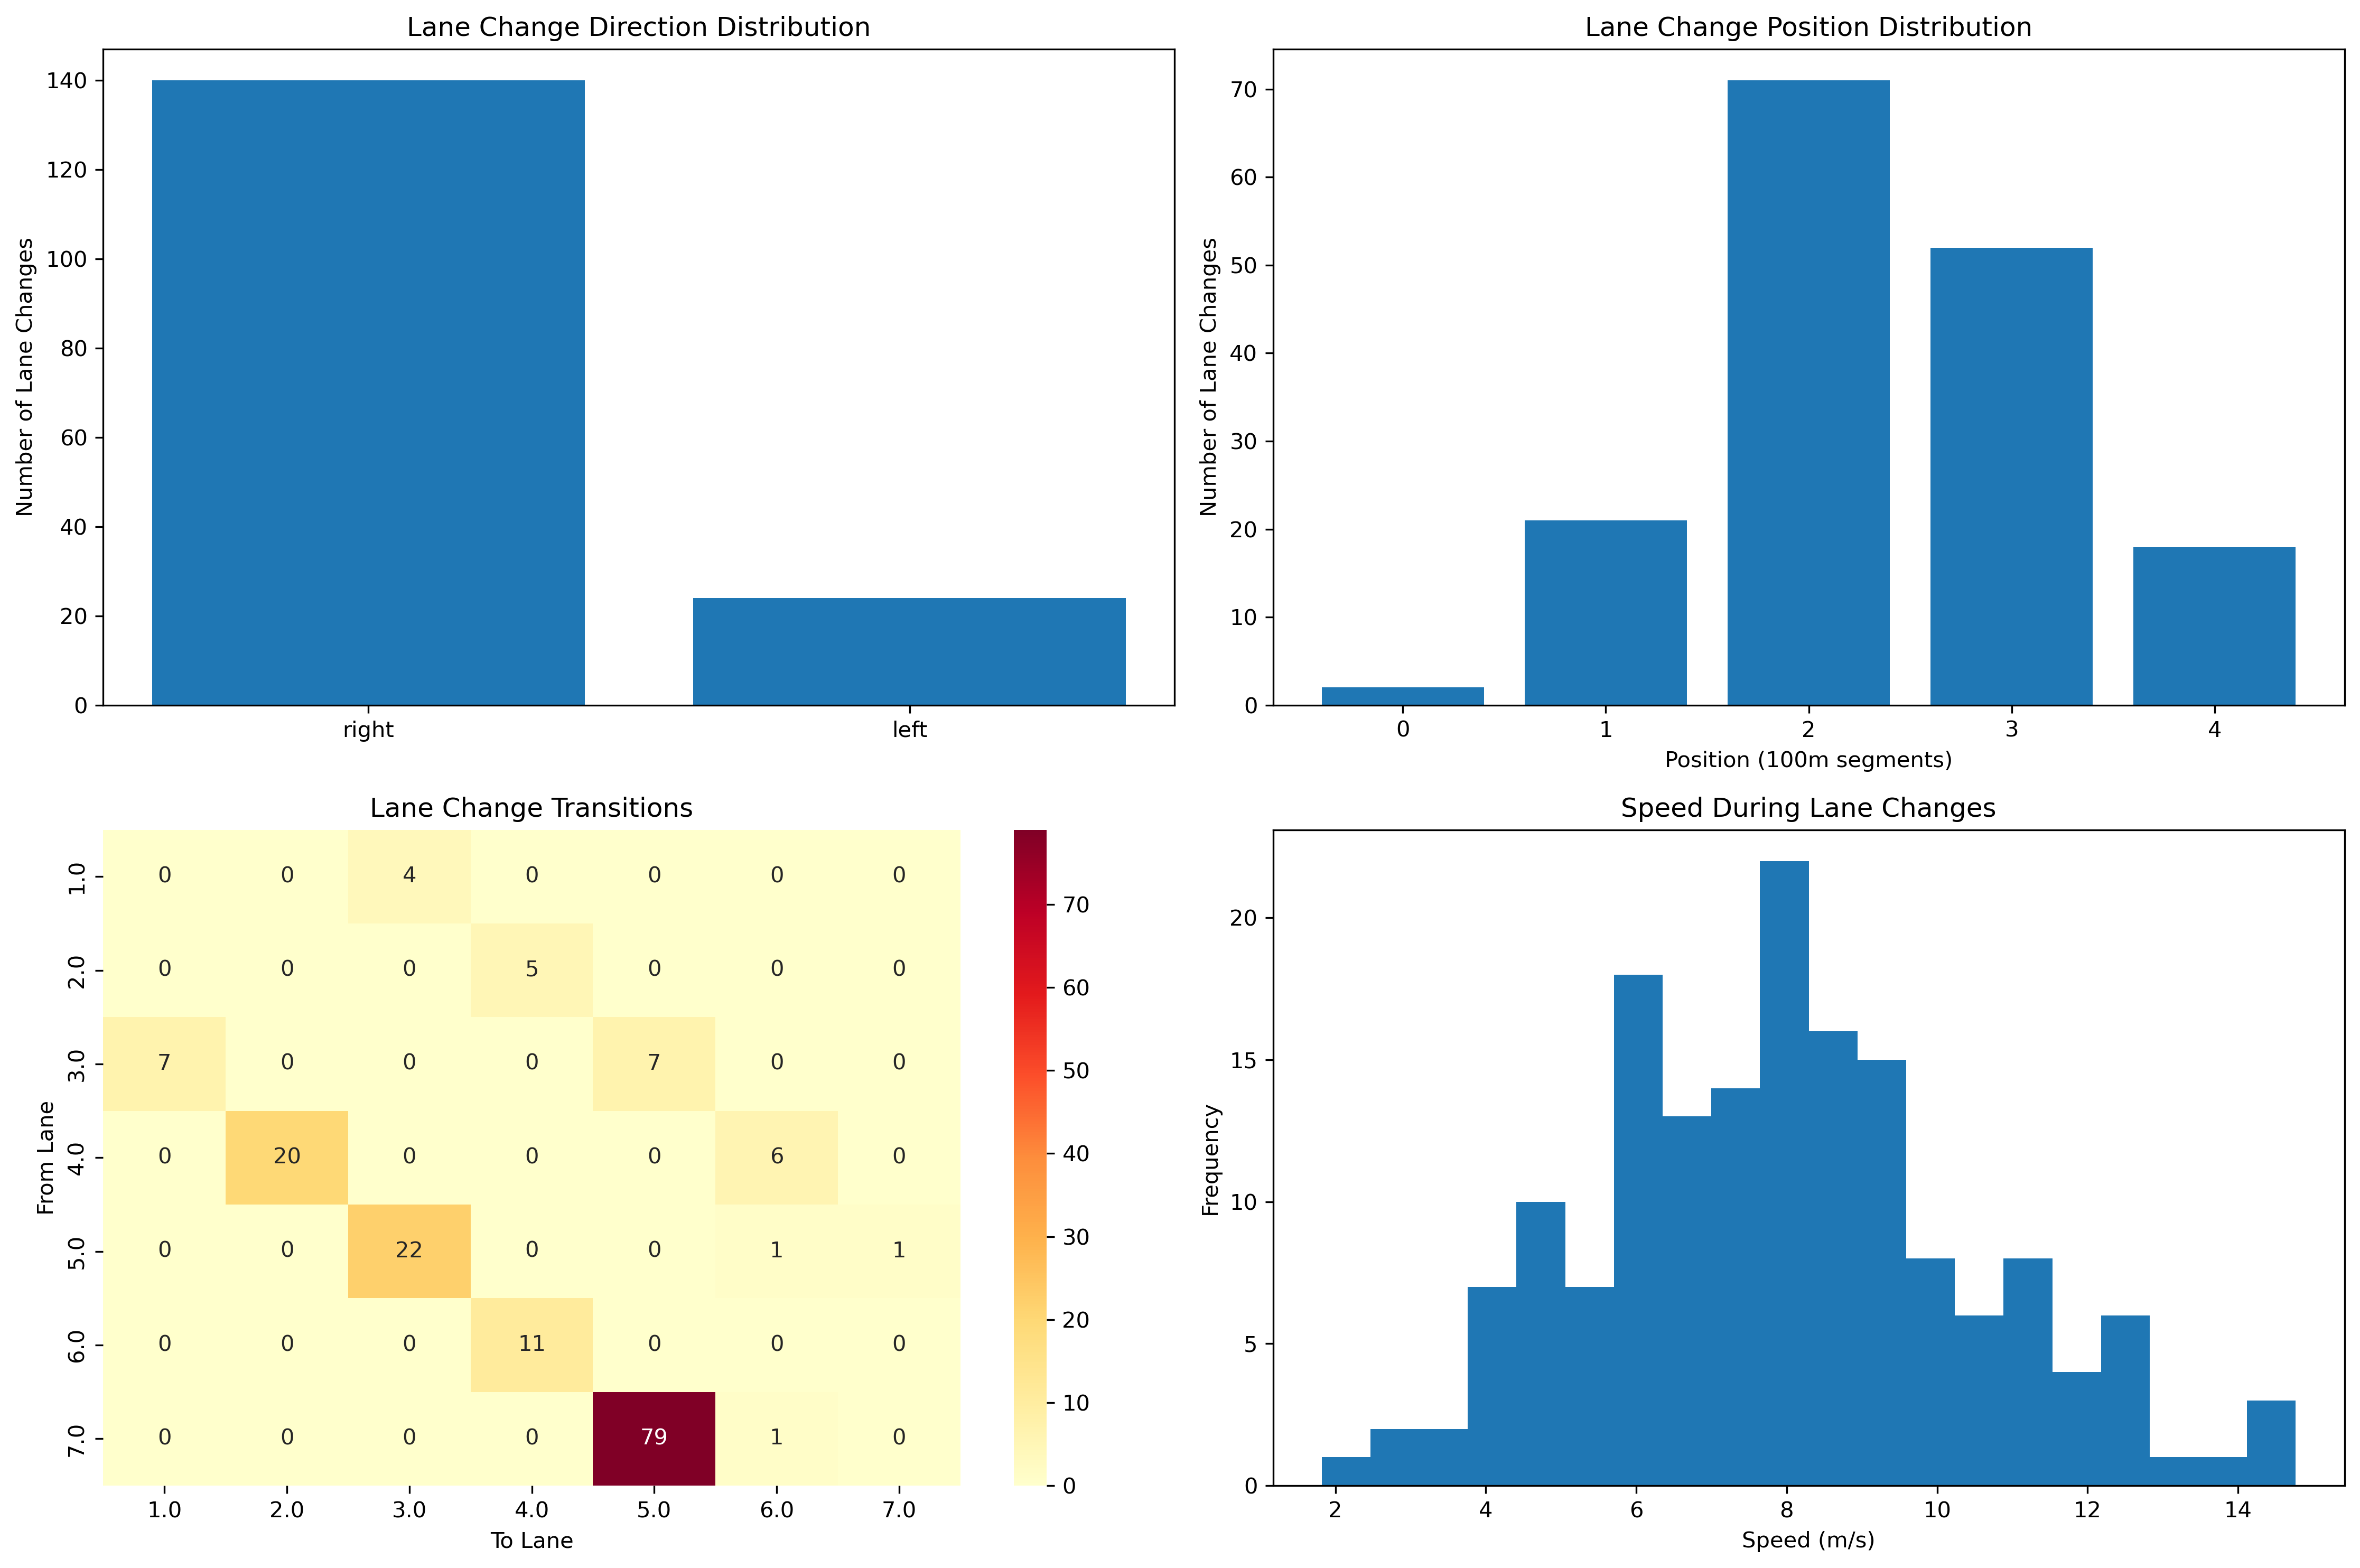 Lane Change Direction Distribution
Number of Lane Changes
140
120
100
80
60
40
20
0
right left
Lane Change Position Distribution
Number of Lane Changes
70
60
50
40
30
20
10
0
0 1 2 3 4
Position (100m segments)
Lane Change Transitions
From Lane
1.0 0 0 4 0 0 0 0
2.0 0 0 0 5 0 0 0
3.0 7 0 0 0 7 0 0
4.0 0 20 0 0 0 6 0
5.0 0 0 22 0 0 1 1
6.0 0 0 0 11 0 0 0
7.0 0 0 0 0 79 1 0
1.0 2.0 3.0 4.0 5.0 6.0 7.0
To Lane
70
60
50
40
30
20
10
0
Speed During Lane Changes
Frequency
20
15
10
5
0
2 4 6 8 10 12 14
Speed (m/s)